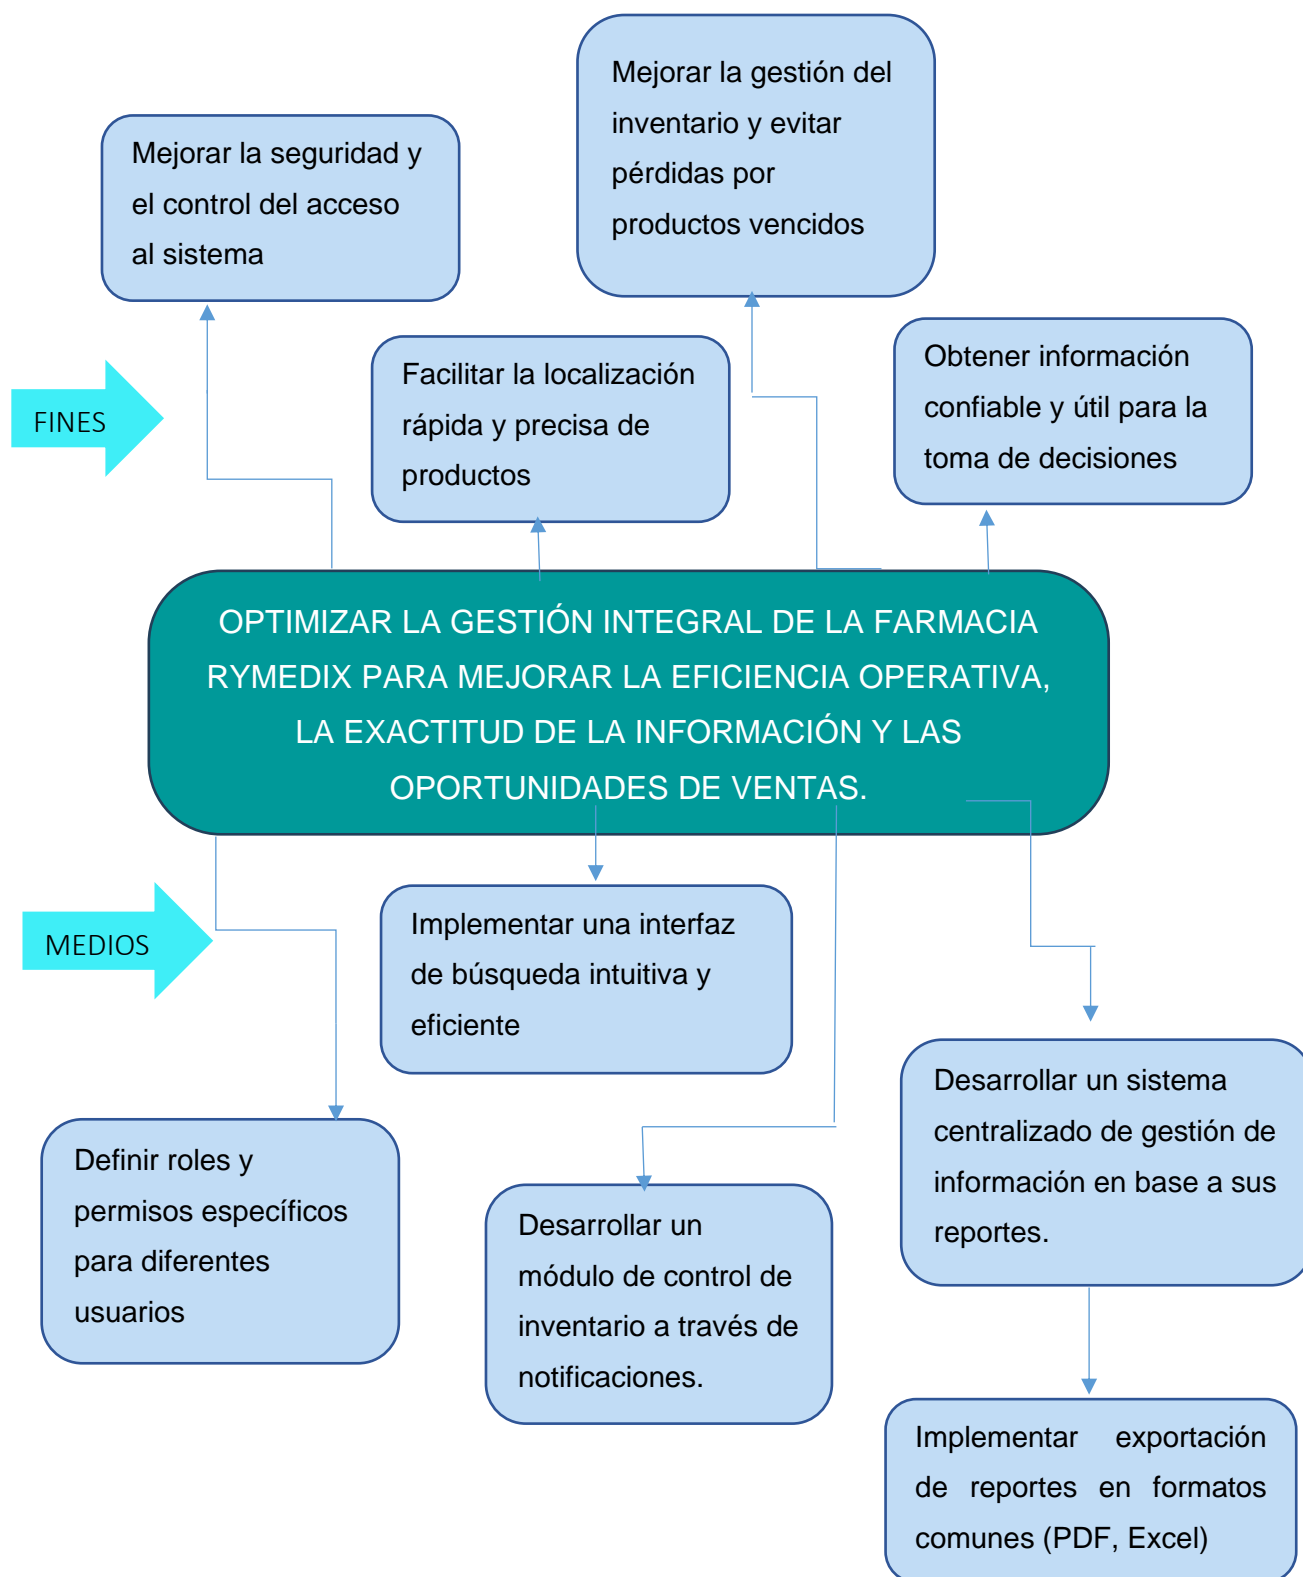 Mejorar la gestión del
inventario y evitar
pérdidas por
productos vencidos
Mejorar la seguridad y
el control del acceso
al sistema
Facilitar la localización
rápida y precisa de
productos
Obtener información
confiable y útil para la
toma de decisiones
FINES
OPTIMIZAR LA GESTIÓN INTEGRAL DE LA FARMACIA
RYMEDIX PARA MEJORAR LA EFICIENCIA OPERATIVA,
LA EXACTITUD DE LA INFORMACIÓN Y LAS
OPORTUNIDADES DE VENTAS.
MEDIOS
Implementar una interfaz
de búsqueda intuitiva y
eficiente
Definir roles y
permisos específicos
para diferentes
usuarios
Desarrollar un
módulo de control de
inventario a través de
notificaciones.
Desarrollar un sistema
centralizado de gestión de
información en base a sus
reportes.
Implementar exportación
de reportes en formatos
comunes (PDF, Excel)